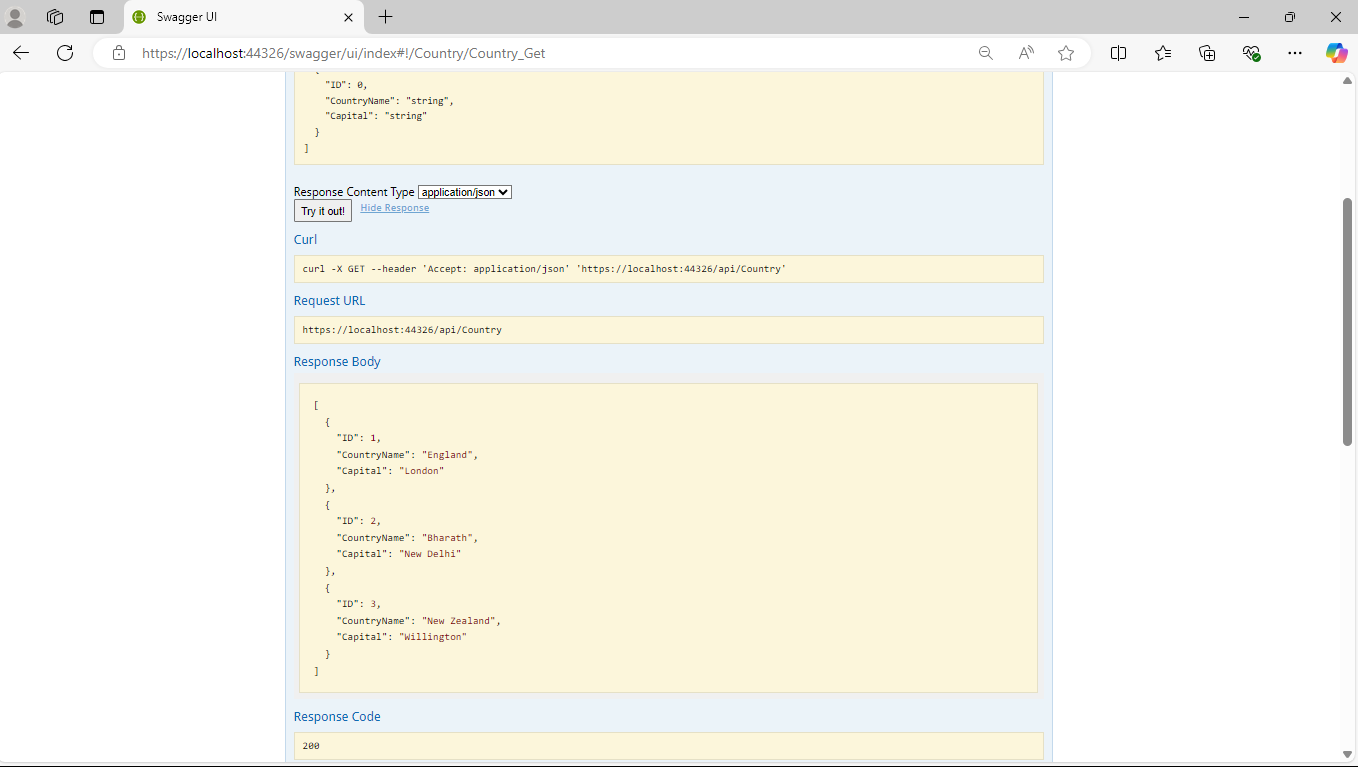 Swagger UI
https://localhost:44326/swagger/ui/index#!/Country/Country_Get
{
"ID": 0,
"CountryName": "string",
"Capital": "string"
}
]
Response Content Type application/json
Try it out! Hide Response
Curl
curl -X GET --header 'Accept: application/json' 'https://localhost:44326/api/Country'
Request URL
https://localhost:44326/api/Country
Response Body
[
{
"ID": 1,
"CountryName": "England",
"Capital": "London"
},
{
"ID": 2,
"CountryName": "Bharath",
"Capital": "New Delhi"
},
{
"ID": 3,
"CountryName": "New Zealand",
"Capital": "Willington"
}
]
Response Code
200